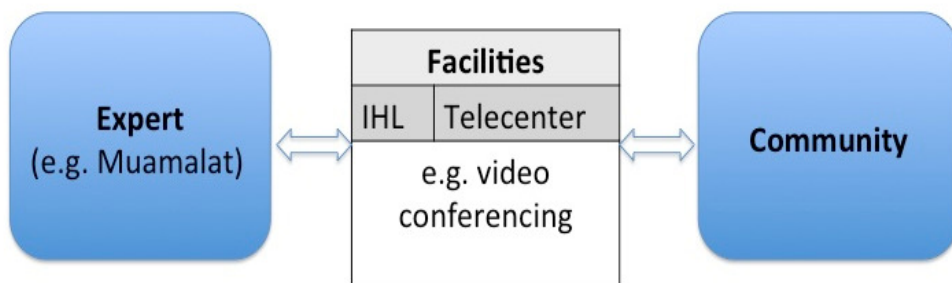 Expert
(e.g. Muamalat)
Facilities
IHL
Telecenter
e.g. video
conferencing
Community